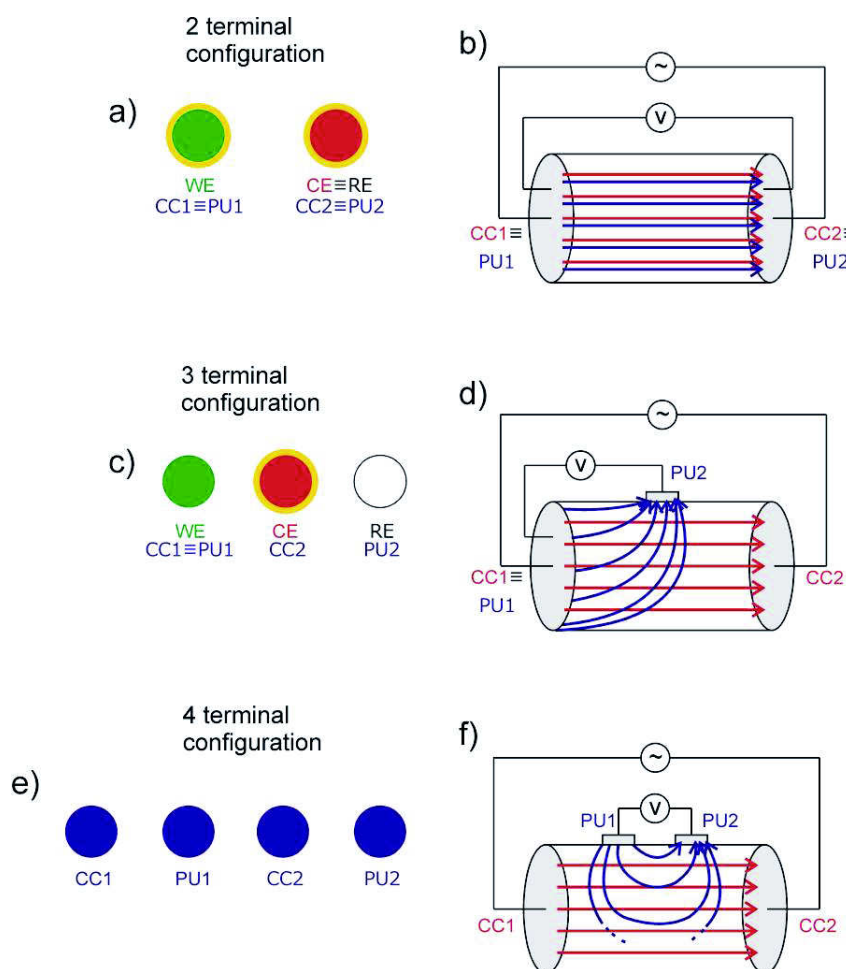 2 terminal
configuration
a)
WE
CC1≡PU1
CE≡RE
CC2≡PU2
b)
~
V
CC1≡
PU1
CC2≡
PU2
3 terminal
configuration
c)
WE
CC1≡PU1
CE
CC2
RE
PU2
d)
~
V
PU2
CC1≡
PU1
CC2
4 terminal
configuration
e)
CC1
PU1
CC2
PU2
f)
~
V
PU1
PU2
CC1
CC2